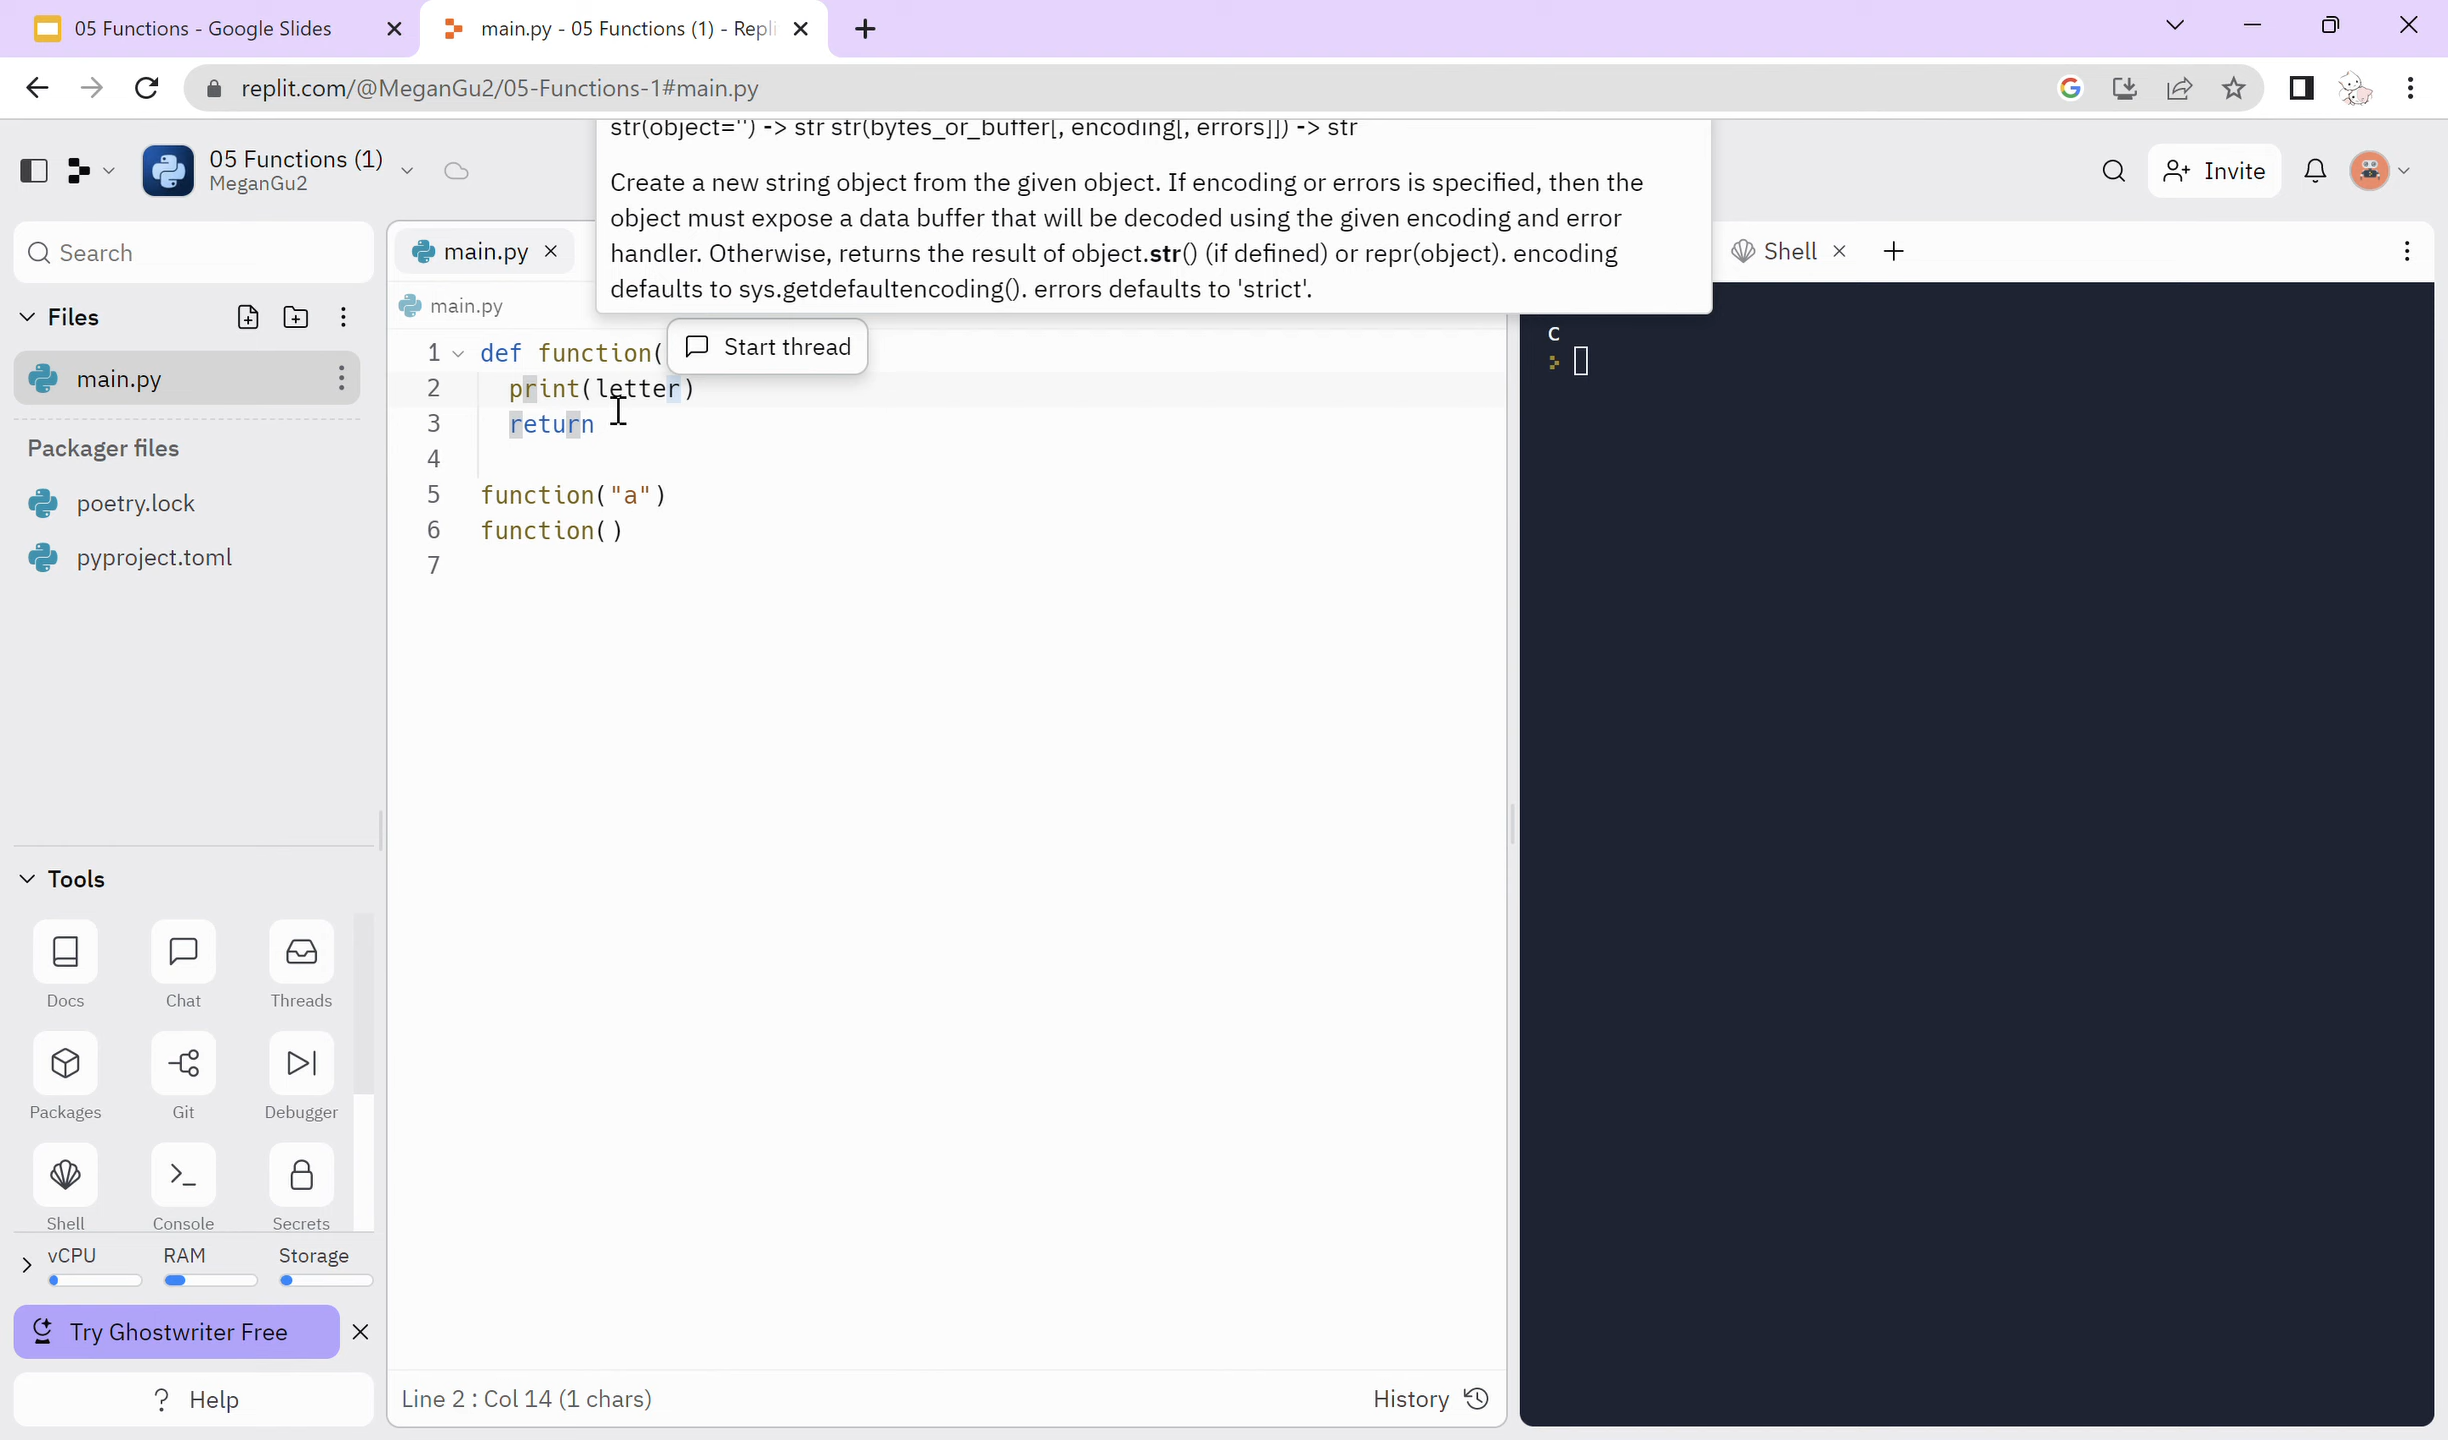 05 Functions - Google Slides
main.py - 05 Functions (1) - Repli
replit.com/@MeganGu2/05-Functions-1#main.py
str(object='') -> str str(bytes_or_buffer[, encoding[, errors]]) -> str
Create a new string object from the given object. If encoding or errors is specified, then the
object must expose a data buffer that will be decoded using the given encoding and error
handler. Otherwise, returns the result of object.str() (if defined) or repr(object). encoding
defaults to sys.getdefaultencoding(). errors defaults to 'strict'.
05 Functions (1)
MeganGu2
Invite
Search
Files
main.py
Packager files
poetry.lock
pyproject.toml
Tools
Docs
Chat
Threads
Packages
Git
Debugger
Shell
Console
Secrets
vCPU
RAM
Storage
Try Ghostwriter Free
? Help
main.py
main.py
Start thread
1 def function(
2 print(letter)
3 return
4
5 function("a")
6 function()
7
Line 2 : Col 14 (1 chars)
History
Shell
c